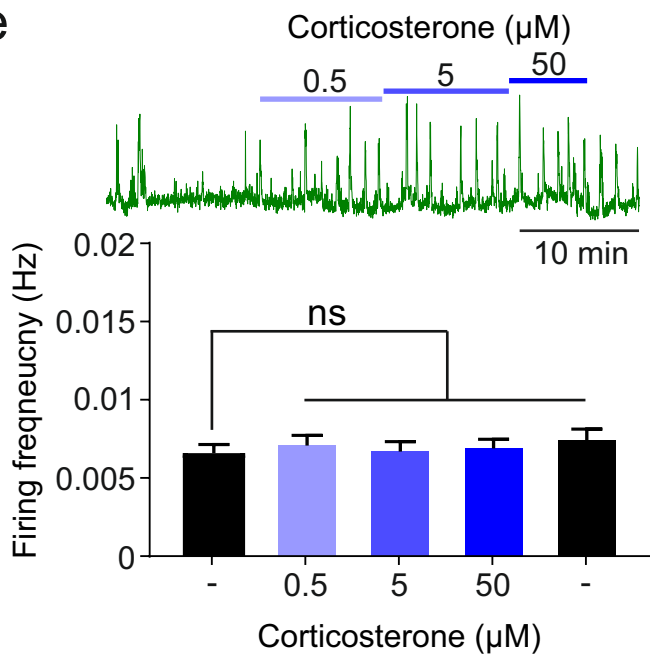 e
Corticosterone (µM)
50
5
0.5
10 min
0.02
Firing freqneucny (Hz)
ns
0.015
0.01
0.005
0
- 0.5 5 50 -
Corticosterone (µM)